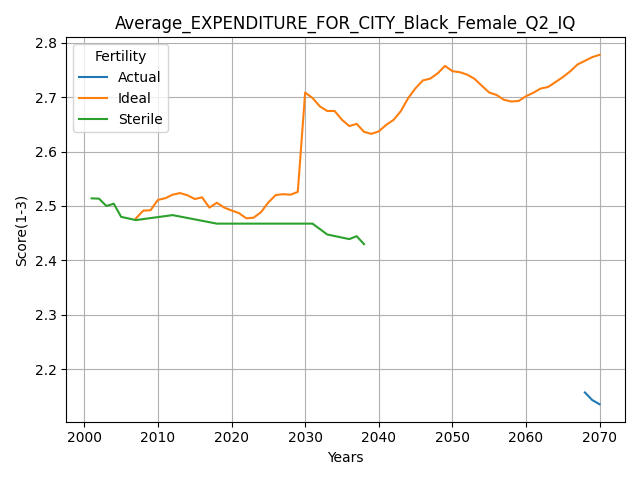 Average_EXPENDITURE_FOR_CITY_Black_Female_Q2_IQ
Fertility
Actual
Ideal
Sterile
Score(1-3)
2.8
2.7
2.6
2.5
2.4
2.3
2.2
2000 2010 2020 2030 2040 2050 2060 2070
Years